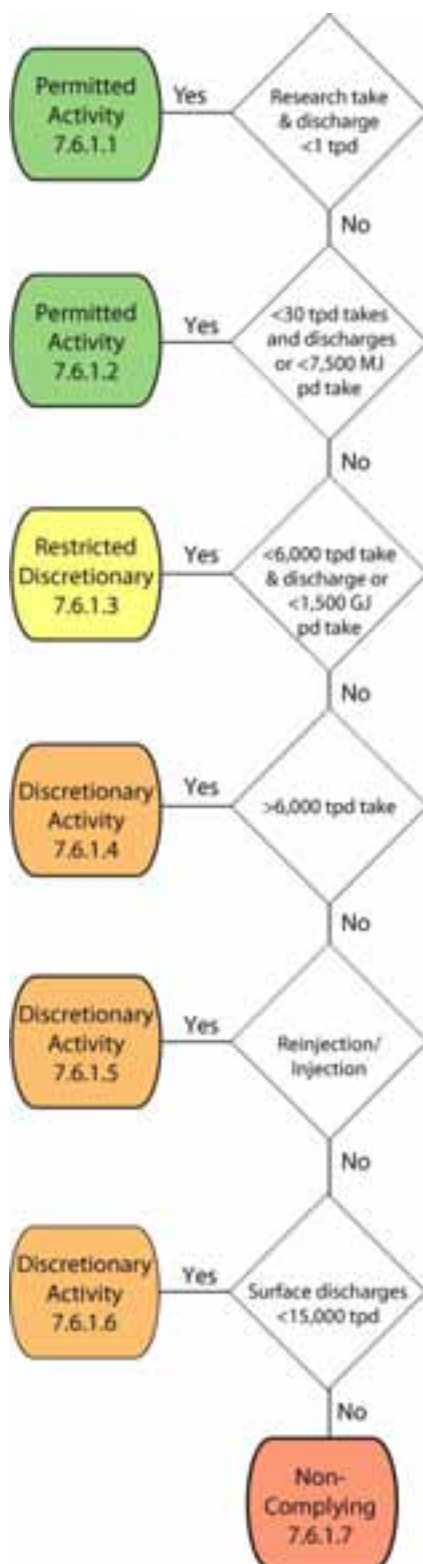 Permitted
Activity
7.6.1.1
Yes
Research take
& discharge
<1 tpd
No
Permitted
Activity
7.6.1.2
Yes
<30 tpd takes
and discharges
or <7,500 MJ
pd take
No
Restricted
Discretionary
7.6.1.3
Yes
<6,000 tpd take
& discharge or
<1,500 GJ
pd take
No
Discretionary
Activity
7.6.1.4
Yes
>6,000 tpd take
No
Discretionary
Activity
7.6.1.5
Yes
Reinjection/
Injection
No
Discretionary
Activity
7.6.1.6
Yes
Surface discharges
<15,000 tpd
No
Non-
Complying
7.6.1.7